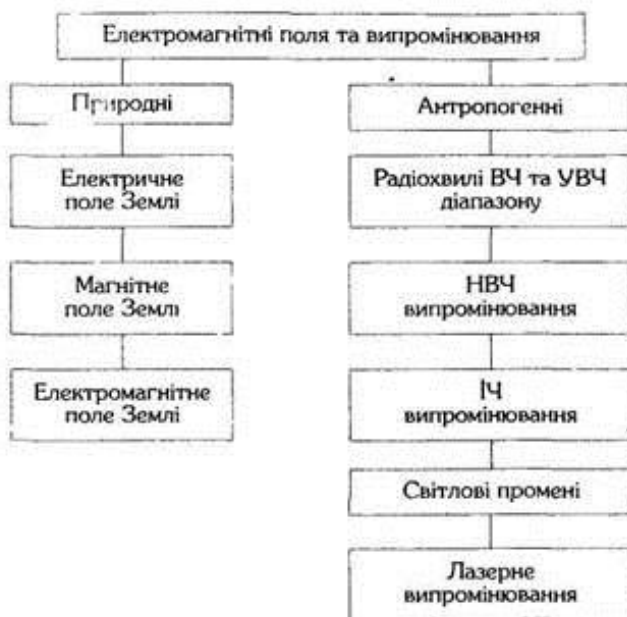 Електромагнітні поля та випромінювання
Природні
Антропогенні
Електричне
поле Землі
Радіохвилі ВЧ та УВЧ
діапазону
Магнітне
поле Землі
НВЧ
випромінювання
Електромагнітне
поле Землі
ІЧ
випромінювання
Світлові промені
Лазерне
випромінювання